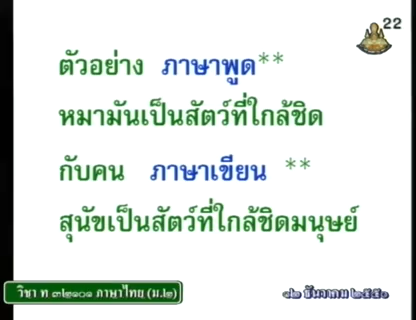 22
ตัวอย่าง ภาษาพูด**
หมามันเป็นสัตว์ที่ใกล้ชิด
กับคน ภาษาเขียน **
สุนัขเป็นสัตว์ที่ใกล้ชิดมนุษย์
วิชา ท ๓๒๑๐๑ ภาษาไทย (ม.๒)
๑๒ ธันวาคม ๒๕๕๐